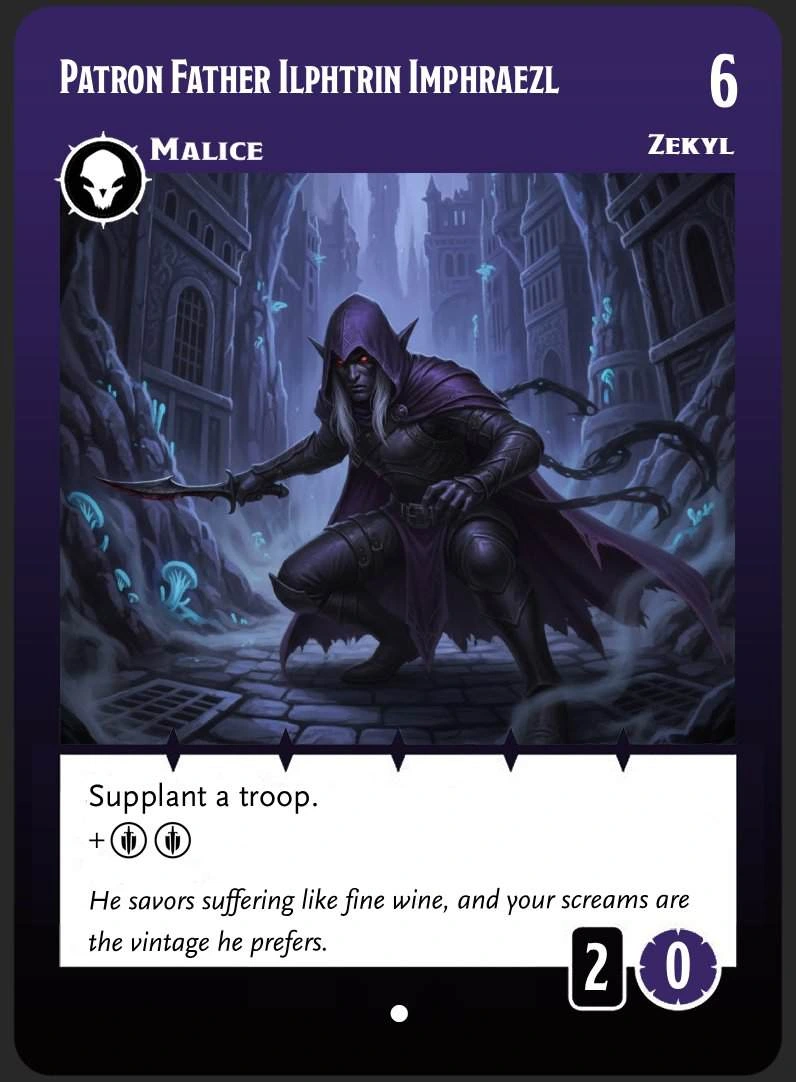 Patron Father Ilphtrin Imphraezl
6
Malice
Zekyl
Supplant a troop.
+
He savors suffering like fine wine, and your screams are
the vintage he prefers.
2
0